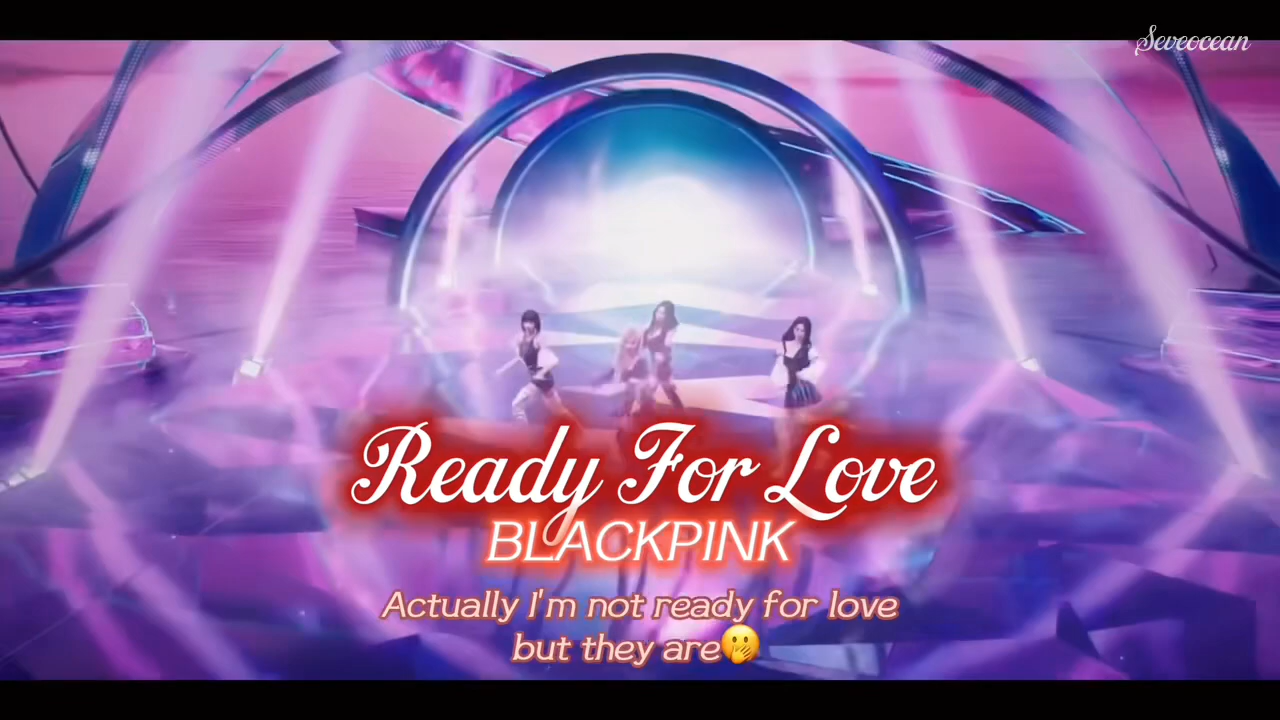 Seveocean
Ready For Love
BLACKPINK
Actually I'm not ready for love
but they are🫢